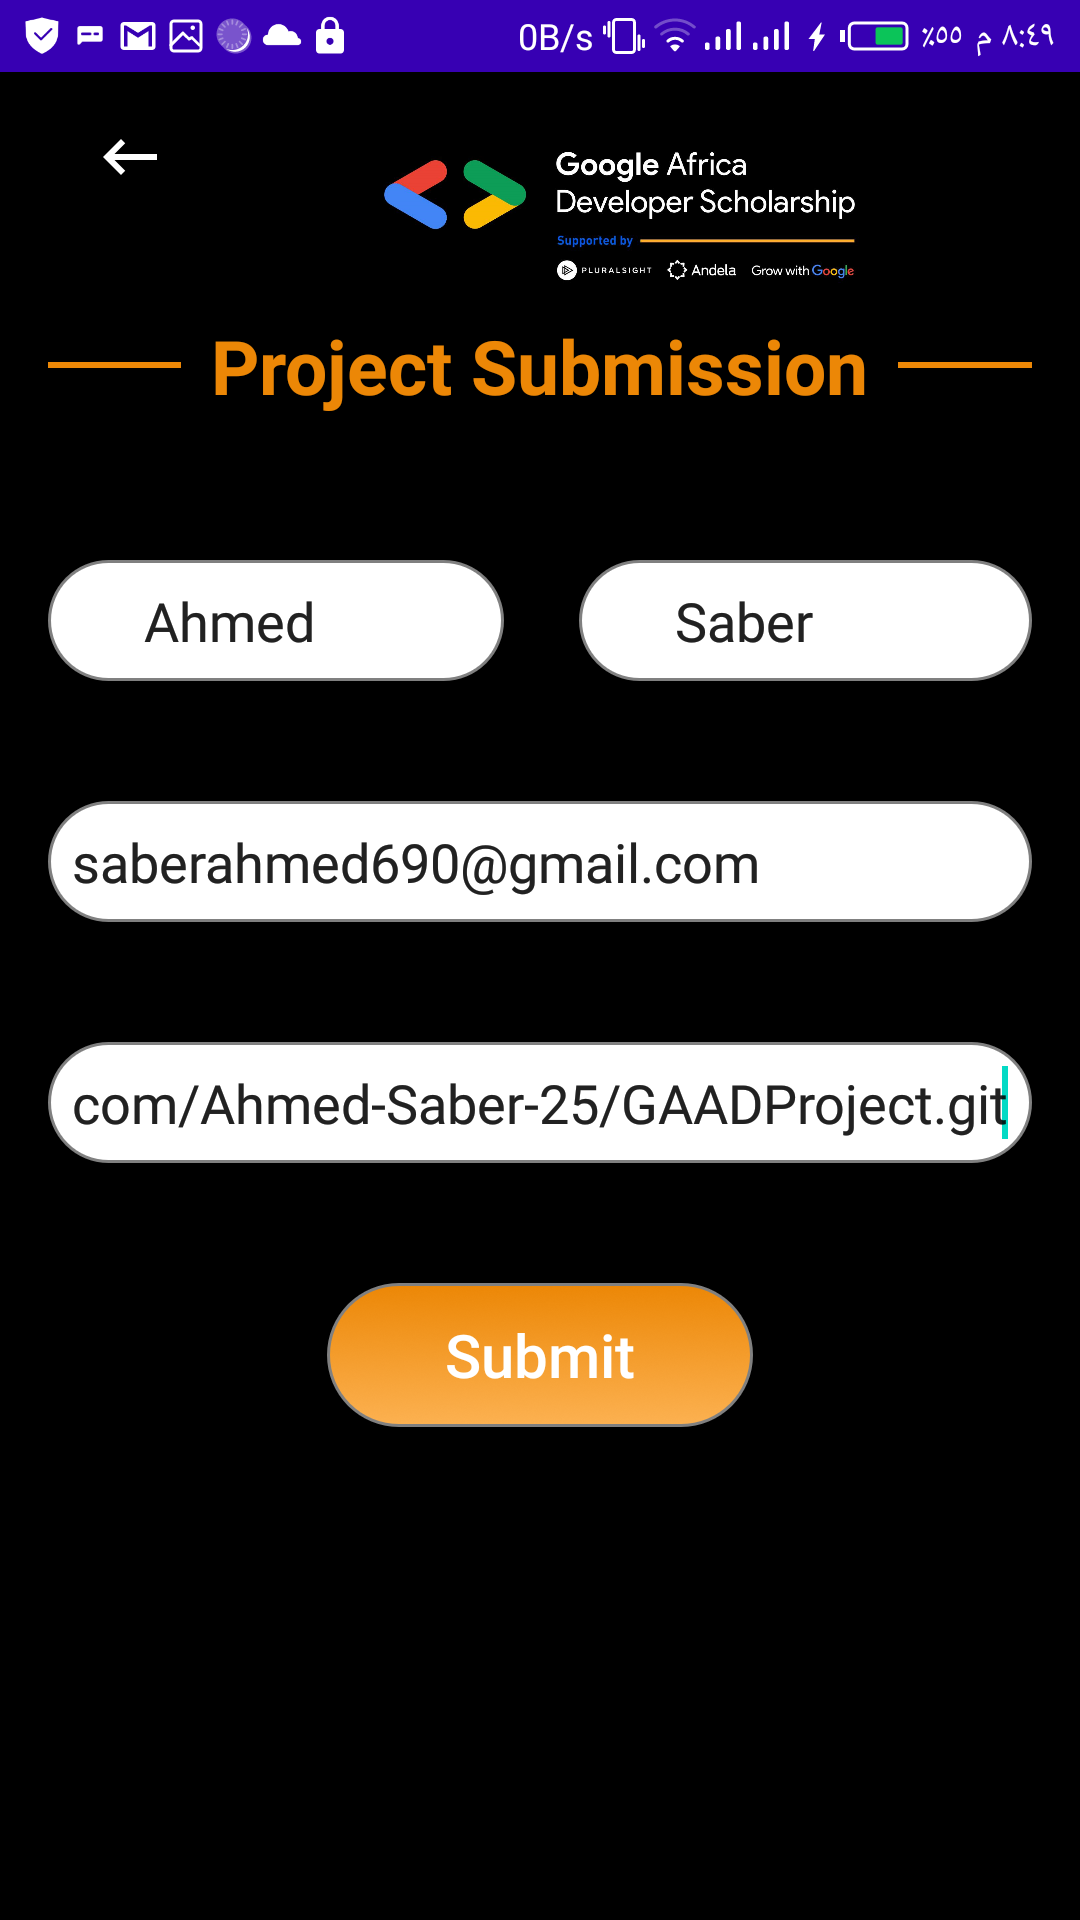 0B/s ٪٥٥ م ٨:٤٩
Google Africa
Developer Scholarship
Supported by
PLURALSIGHT Andela Grow with Google
Project Submission
Ahmed Saber
saberahmed690@gmail.com
com/Ahmed-Saber-25/GAADProject.git
Submit